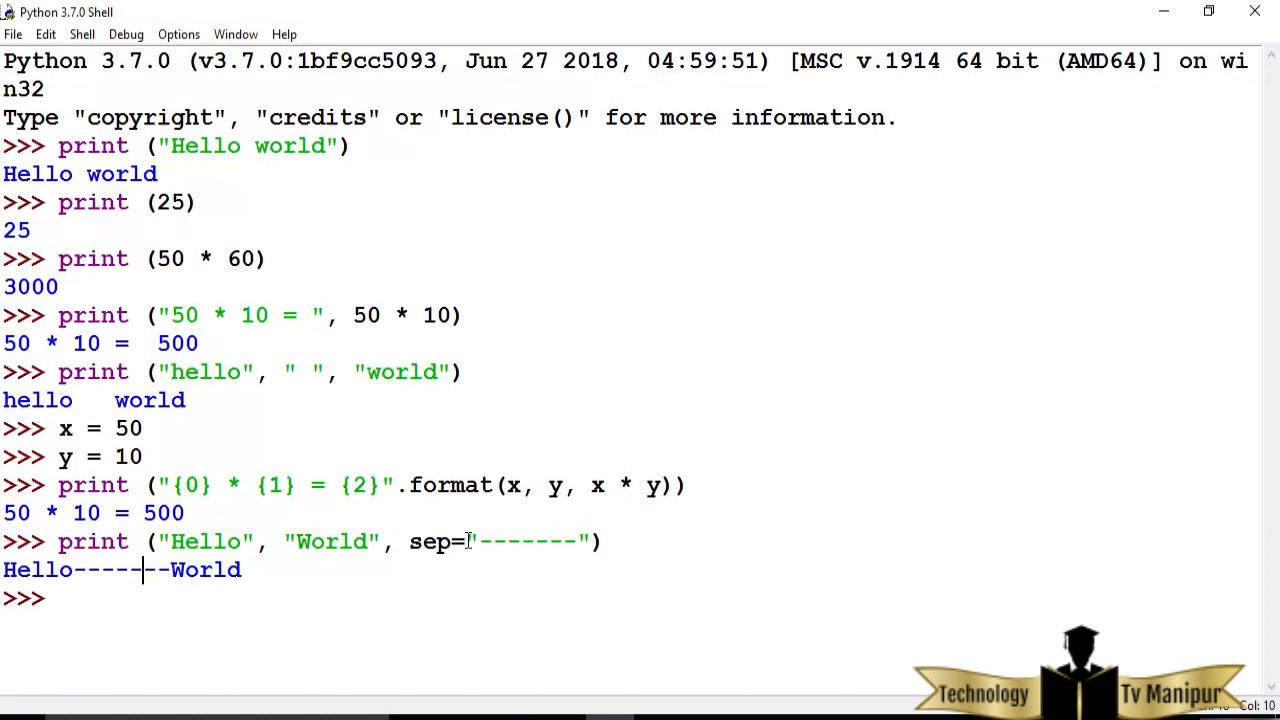 Python 3.7.0 Shell
File Edit Shell Debug Options Window Help
Python 3.7.0 (v3.7.0:1bf9cc5093, Jun 27 2018, 04:59:51) [MSC v.1914 64 bit (AMD64)] on wi
n32
Type "copyright", "credits" or "license()" for more information.
>>> print ("Hello world")
Hello world
>>> print (25)
25
>>> print (50 * 60)
3000
>>> print ("50 * 10 = ", 50 * 10)
50 * 10 =  500
>>> print ("hello", " ", "world")
hello   world
>>> x = 50
>>> y = 10
>>> print ("{0} * {1} = {2}".format(x, y, x * y))
50 * 10 = 500
>>> print ("Hello", "World", sep="-------")
Hello-------World
>>>
Technology Tv Manipur
Col: 10